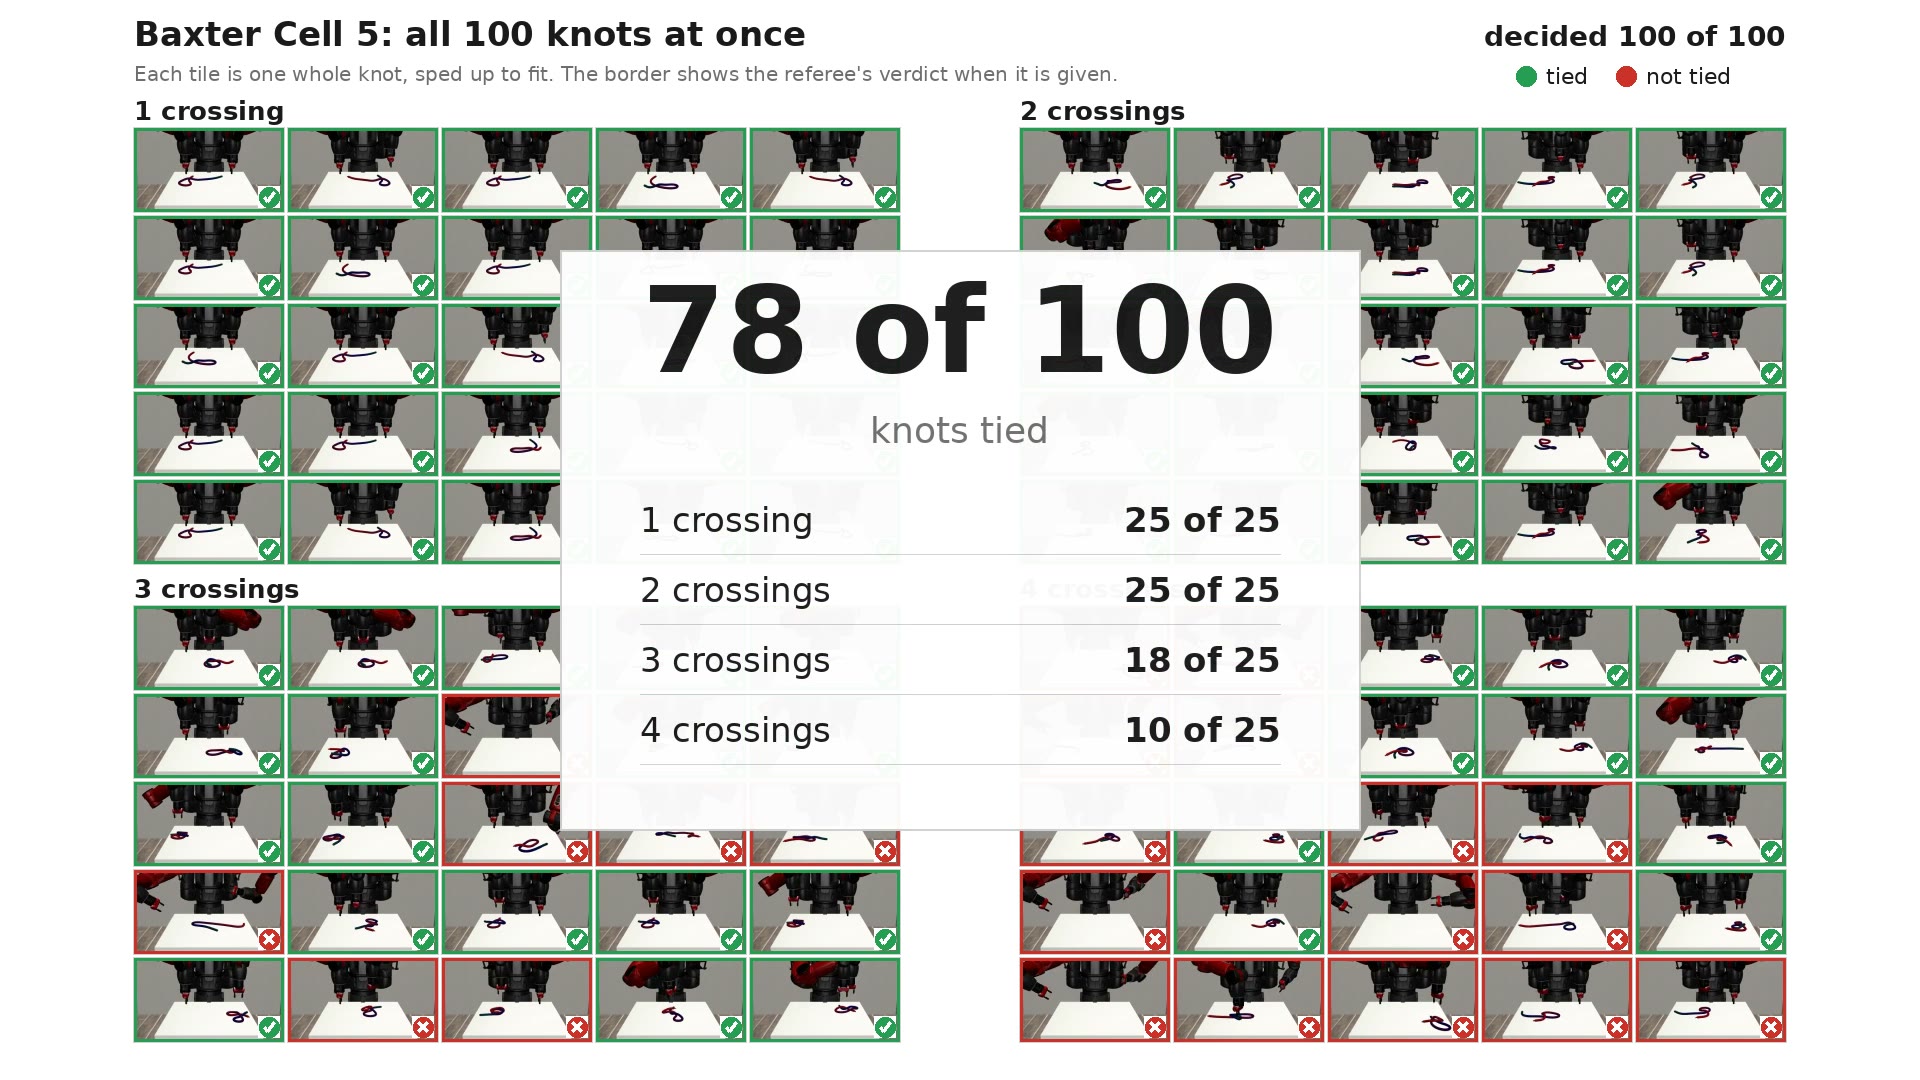 Baxter Cell 5: all 100 knots at once
decided 100 of 100
Each tile is one whole knot, sped up to fit. The border shows the referee's verdict when it is given.
tied
not tied
1 crossing
2 crossings
78 of 100
knots tied
1 crossing 25 of 25
2 crossings 25 of 25
3 crossings 18 of 25
4 crossings 10 of 25
3 crossings
4 crossings